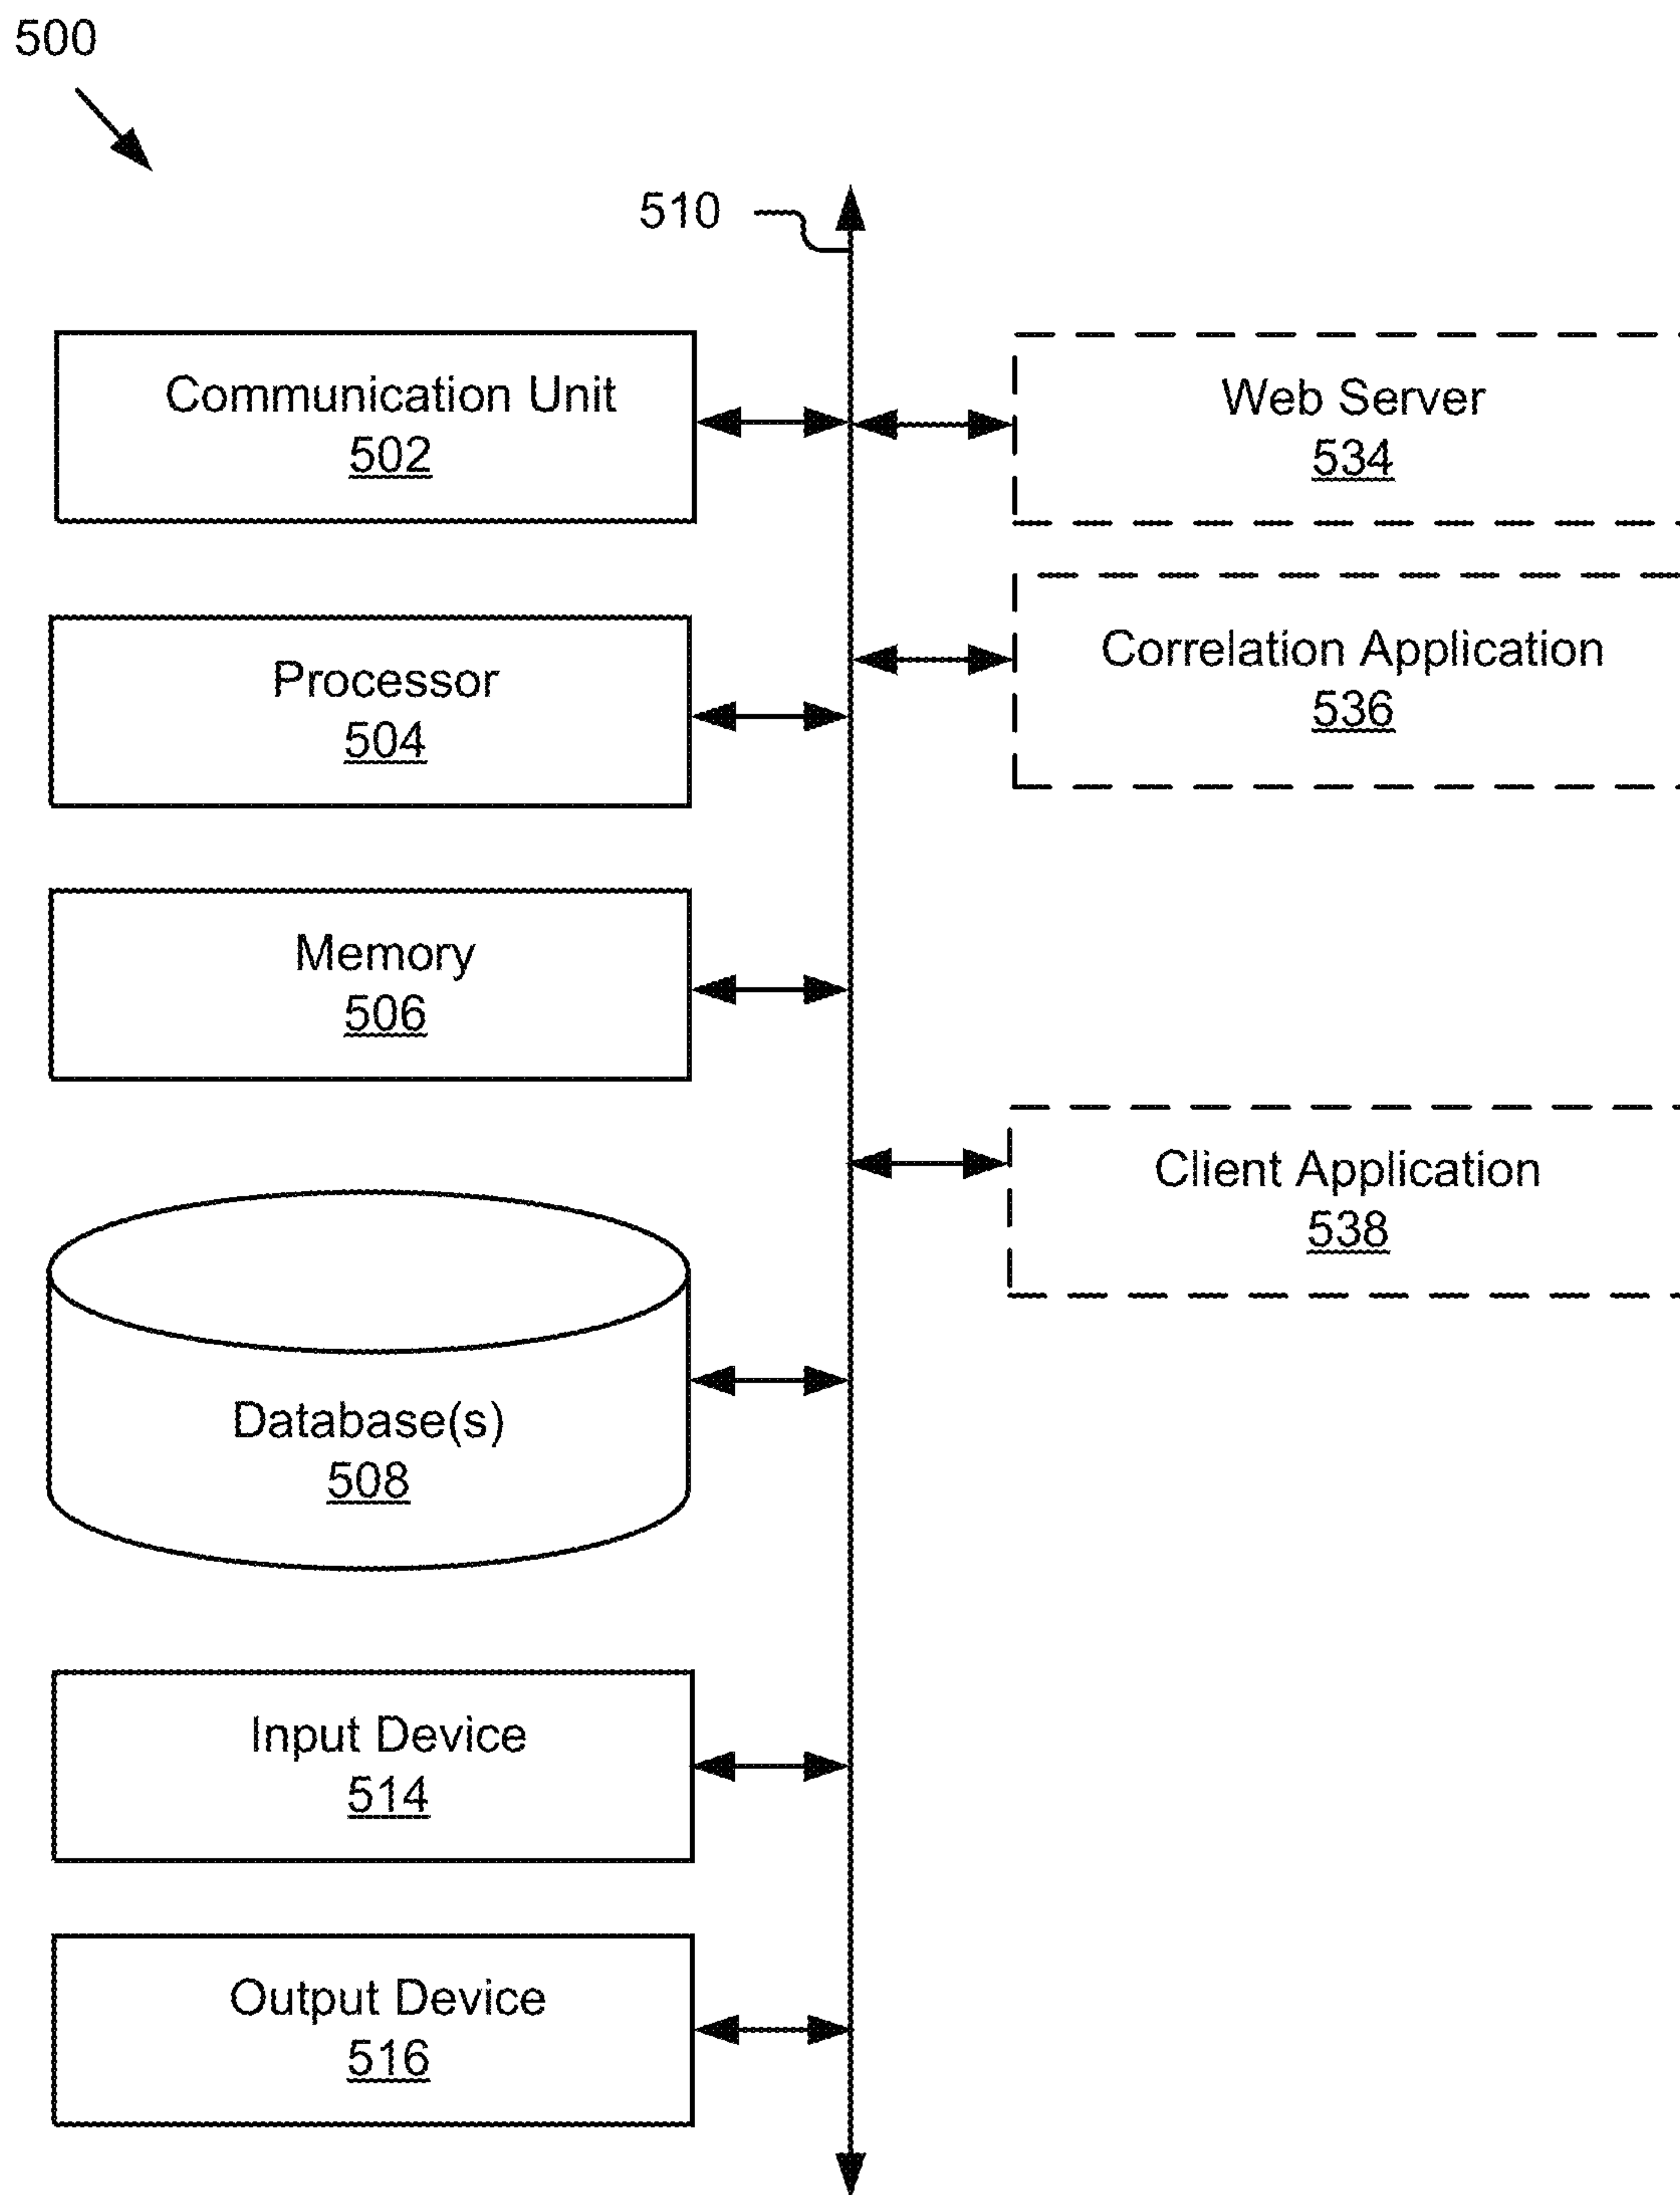 500
510
Communication Unit
502
Web Server
534
Processor
504
Correlation Application
536
Memory
506
Client Application
538
Database(s)
508
Input Device
514
Output Device
516